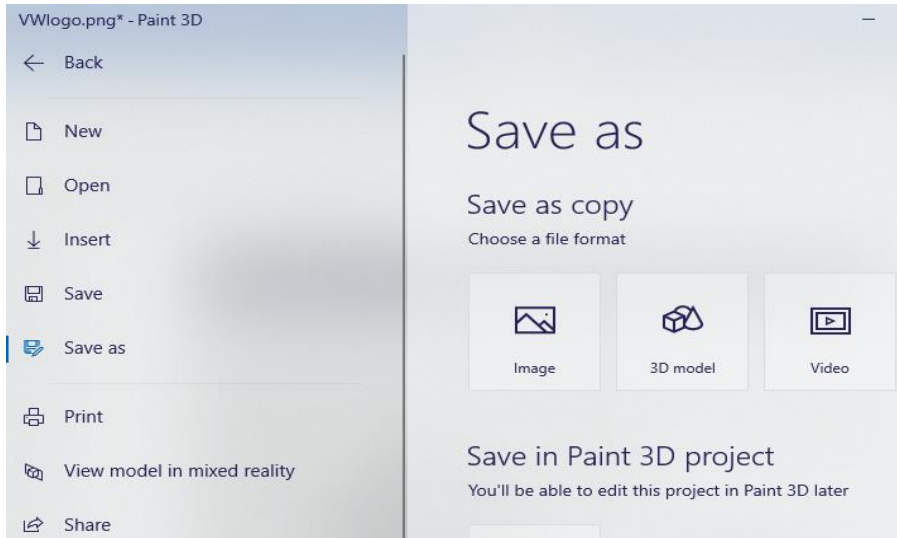 VWlogo.png* - Paint 3D
Back
New
Open
Insert
Save
Save as
Print
View model in mixed reality
Share
Save as
Save as copy
Choose a file format
Image
3D model
Video
Save in Paint 3D project
You'll be able to edit this project in Paint 3D later